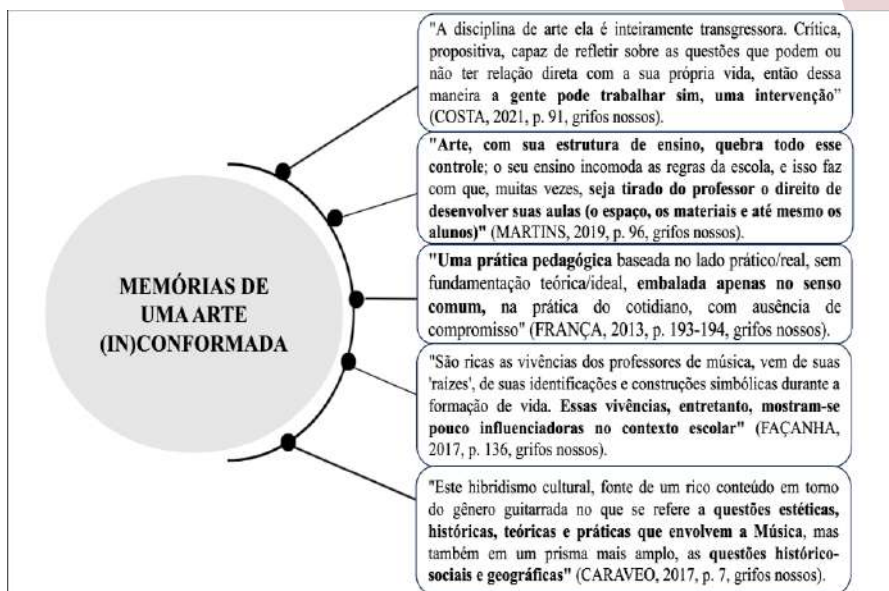 "A disciplina de arte ela é inteiramente transgressora. Crítica,
propositiva, capaz de refletir sobre as questões que podem ou
não ter relação direta com a sua própria vida, então dessa
maneira a gente pode trabalhar sim, uma intervenção"
(COSTA, 2021, p. 91, grifos nossos).
"Arte, com sua estrutura de ensino, quebra todo esse
controle; o seu ensino incomoda as regras da escola, e isso faz
com que, muitas vezes, seja tirado do professor o direito de
desenvolver suas aulas (o espaço, os materiais e até mesmo os
alunos)" (MARTINS, 2019, p. 96, grifos nossos).
MEMÓRIAS DE
UMA ARTE
(IN)CONFORMADA
"Uma prática pedagógica baseada no lado prático/real, sem
fundamentação teórica/ideal, embalada apenas no senso
comum, na prática do cotidiano, com ausência de
compromisso" (FRANÇA, 2013, p. 193-194, grifos nossos).
"São ricas as vivências dos professores de música, vem de suas
'raízes', de suas identificações e construções simbólicas durante a
formação de vida. Essas vivências, entretanto, mostram-se
pouco influenciadoras no contexto escolar" (FAÇANHA,
2017, p. 136, grifos nossos).
"Este hibridismo cultural, fonte de um rico conteúdo em torno
do gênero guitarrada no que se refere a questões estéticas,
históricas, teóricas e práticas que envolvem a Música, mas
também em um prisma mais amplo, as questões histórico-
sociais e geográficas" (CARAVEO, 2017, p. 7, grifos nossos).